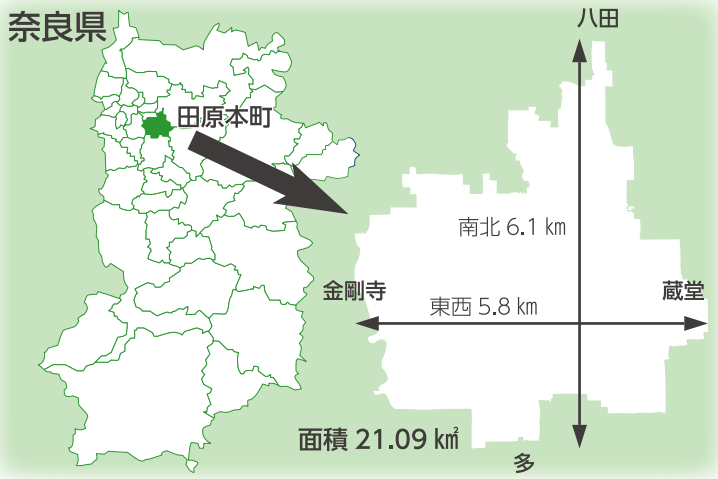 奈良県
田原本町
八田
南北 6.1 km
金剛寺
蔵堂
東西 5.8 km
面積 21.09 k㎡
多